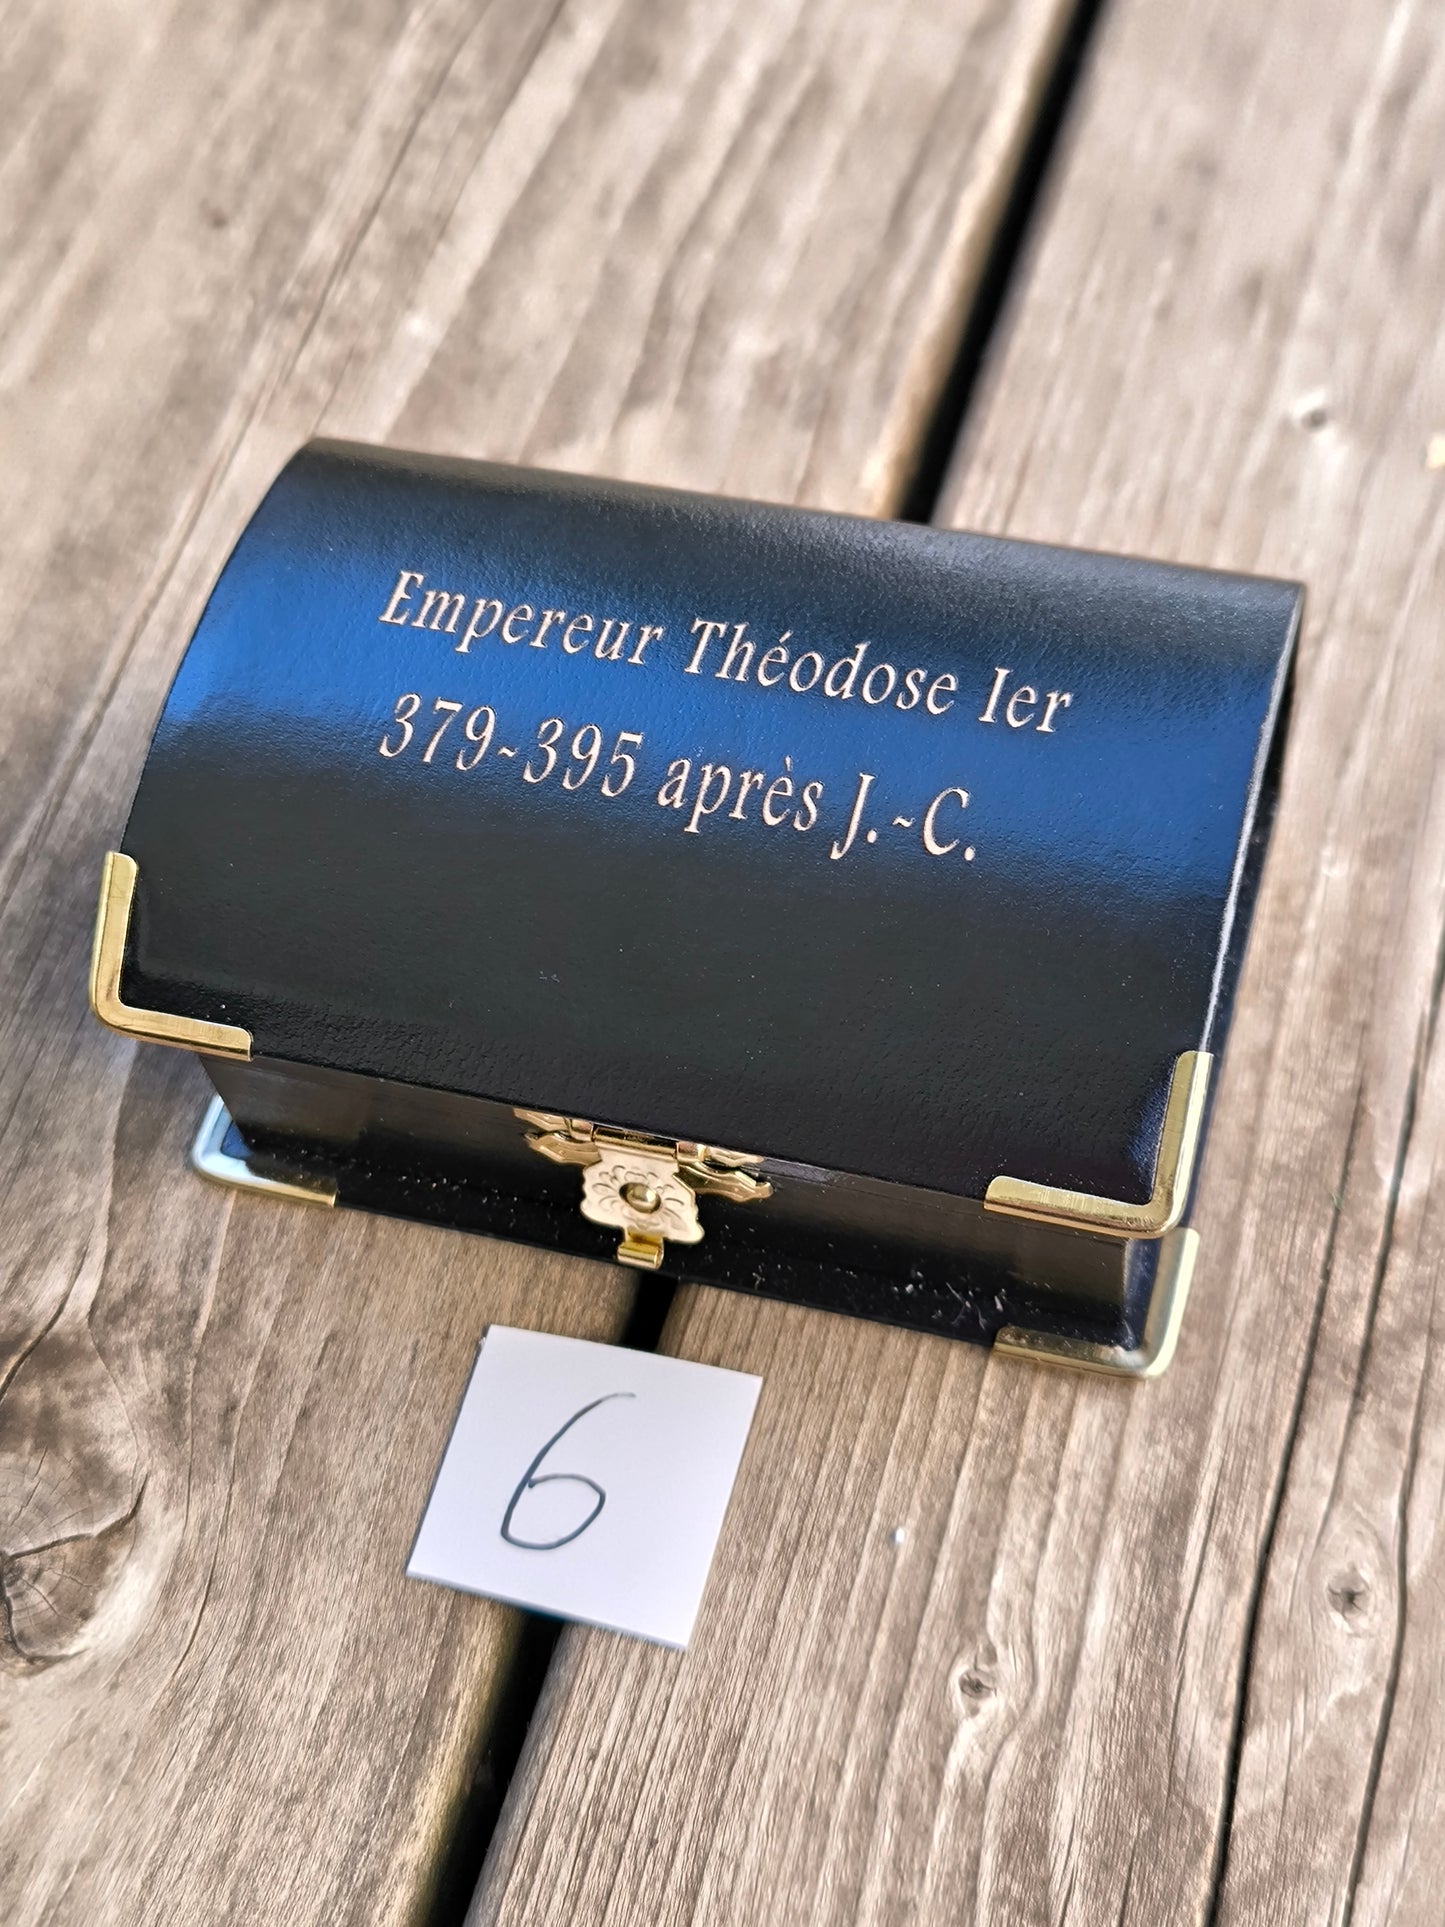 Empereur Théodose Ier
379-395 après J.-C.
6